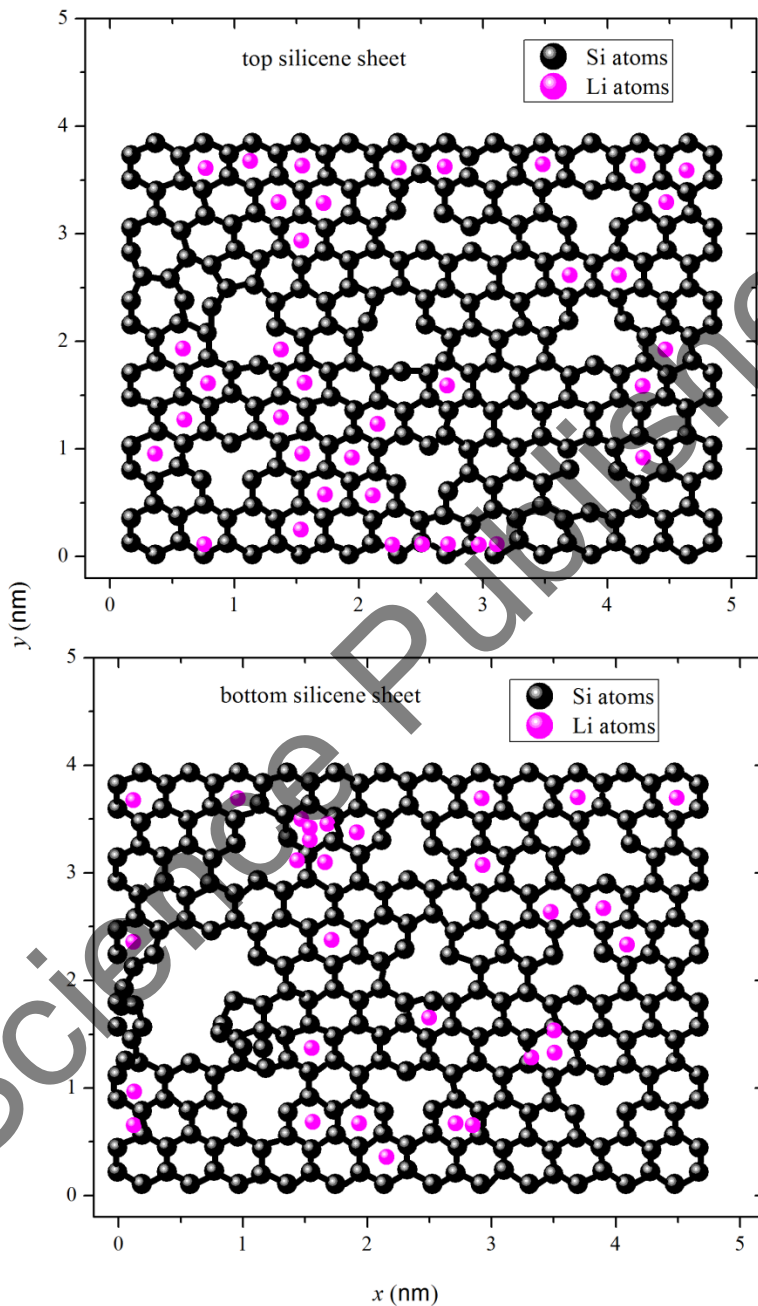 5
top silicene sheet
Si atoms
Li atoms
4
3
2
1
0
0 1 2 3 4 5
y (nm)
5
bottom silicene sheet
Si atoms
Li atoms
4
3
2
1
0
0 1 2 3 4 5
x (nm)
Science Publishe